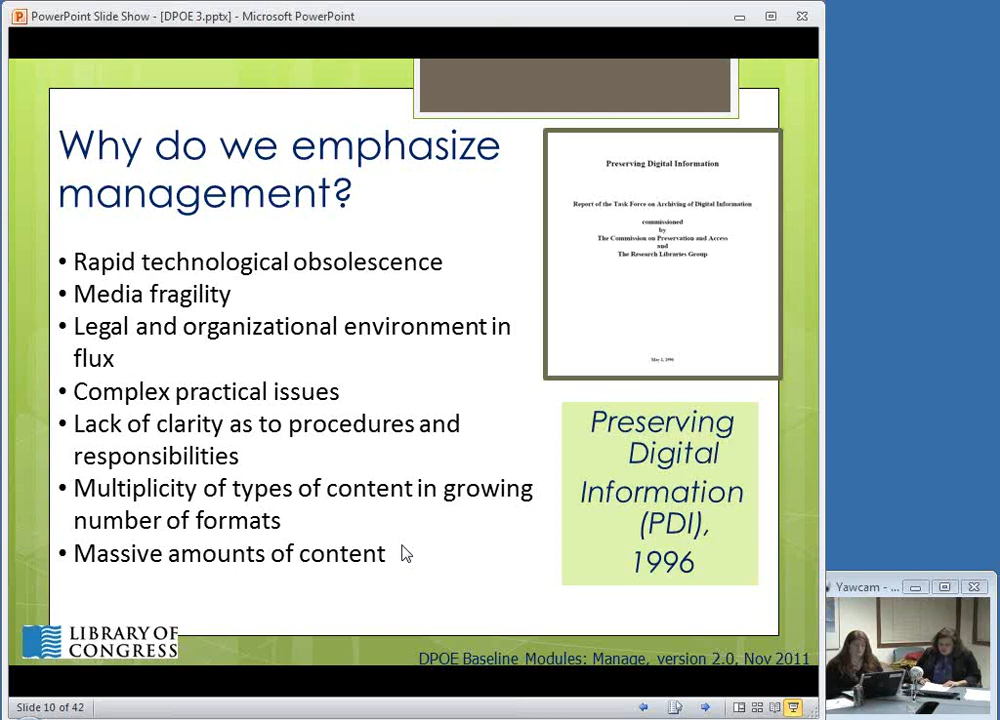 PowerPoint Slide Show - [DPOE 3.pptx] - Microsoft PowerPoint
Why do we emphasize
management?
• Rapid technological obsolescence
• Media fragility
• Legal and organizational environment in
flux
• Complex practical issues
• Lack of clarity as to procedures and
responsibilities
• Multiplicity of types of content in growing
number of formats
• Massive amounts of content
Preserving Digital Information
Report of the Task Force on Archiving of Digital Information
commissioned
by
The Commission on Preservation and Access
and
The Research Libraries Group
May 1, 1996
Preserving
Digital
Information
(PDI),
1996
LIBRARY OF
CONGRESS
DPOE Baseline Modules: Manage, version 2.0, Nov 2011
Yawcam - ...
Slide 10 of 42